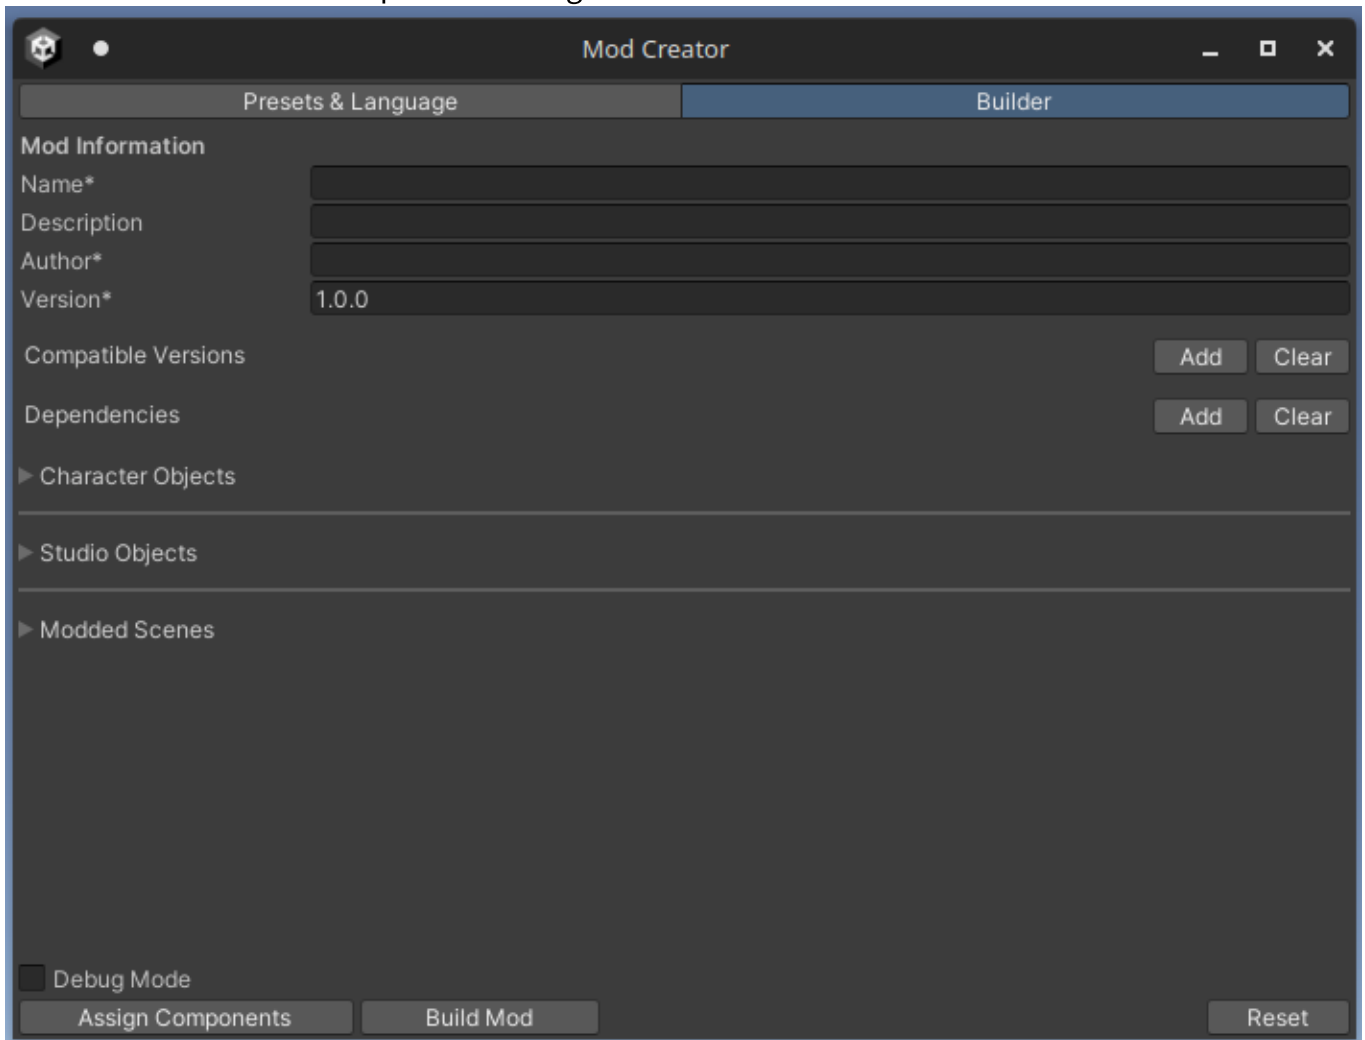 Mod Creator
Presets & Language Builder
Mod Information
Name*
Description
Author*
Version* 1.0.0
Compatible Versions Add Clear
Dependencies Add Clear
Character Objects
Studio Objects
Modded Scenes
Debug Mode
Assign Components Build Mod Reset